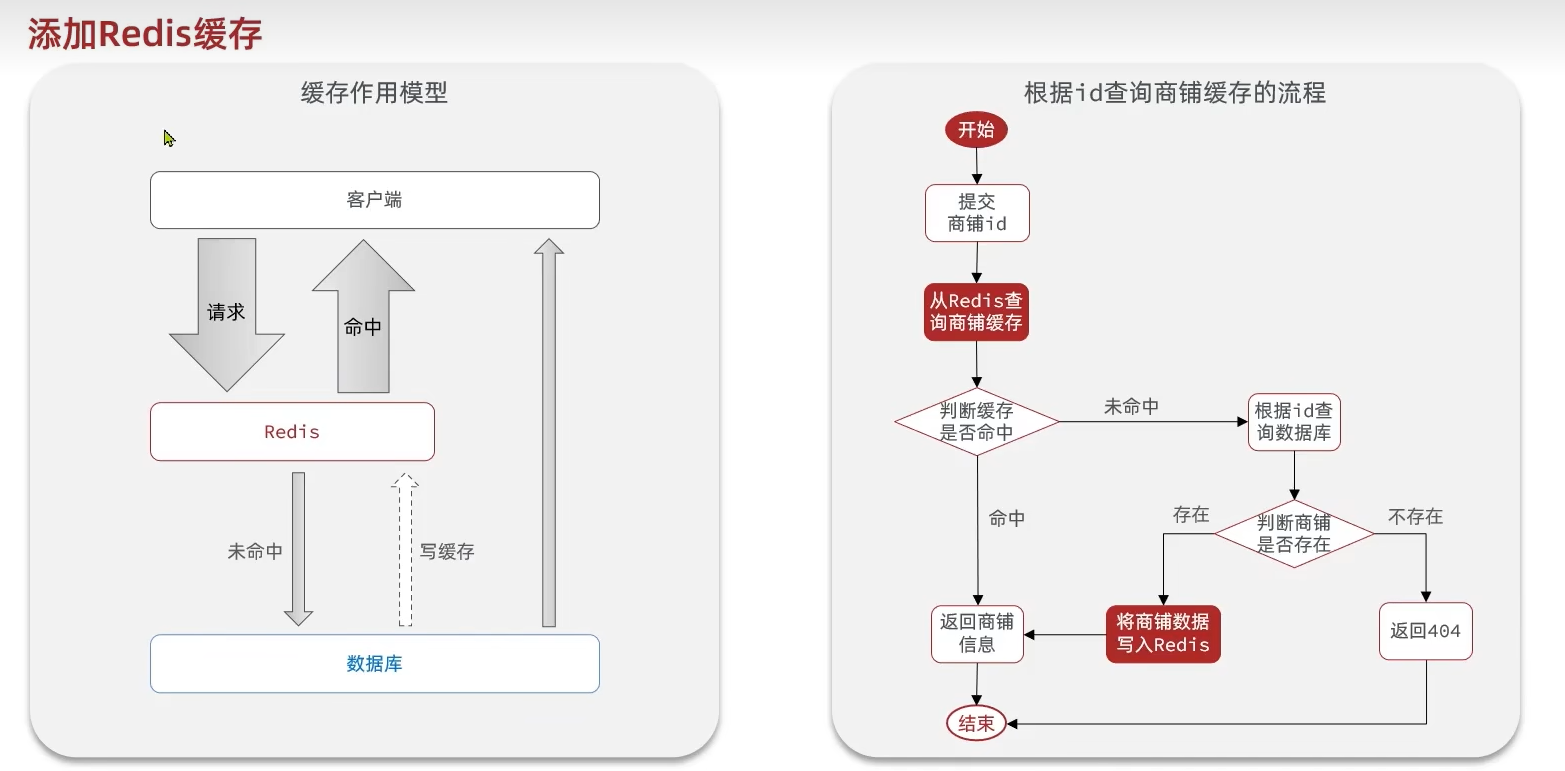 添加Redis缓存
缓存作用模型
客户端
请求
命中
Redis
未命中
写缓存
数据库
根据id查询商铺缓存的流程
开始
提交
商铺id
从Redis查
询商铺缓存
判断缓存
是否命中
未命中
根据id查
询数据库
命中
判断商铺
是否存在
存在
不存在
返回商铺
信息
将商铺数据
写入Redis
返回404
结束